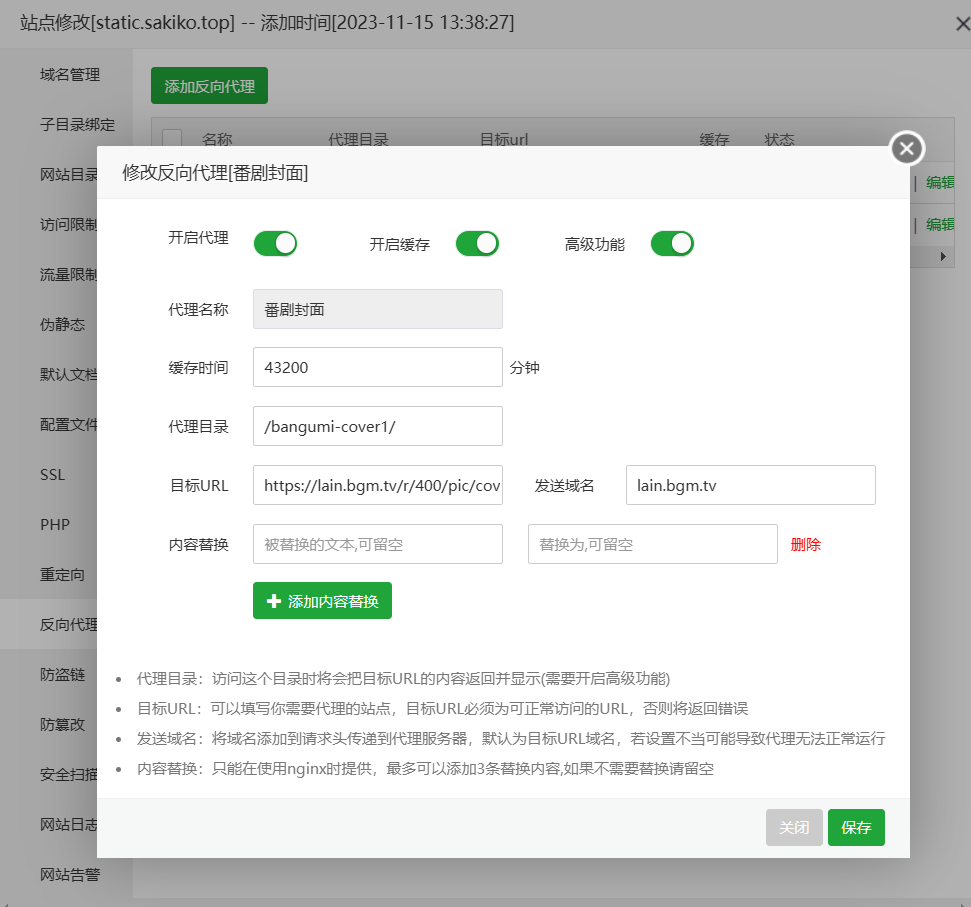 站点修改[static.sakiko.top] -- 添加时间[2023-11-15 13:38:27]
域名管理
添加反向代理
子目录绑定
名称 代理目录 目标url 缓存 状态
修改反向代理[番剧封面]
网站目录
| 编辑
访问限制
| 编辑
开启代理 开启缓存 高级功能
流量限制
代理名称 番剧封面
伪静态
缓存时间 43200 分钟
默认文档
代理目录 /bangumi-cover1/
配置文件
SSL
目标URL https://lain.bgm.tv/r/400/pic/cov 发送域名 lain.bgm.tv
PHP
内容替换 被替换的文本,可留空 替换为,可留空 删除
重定向
添加内容替换
反向代理
防盗链
• 代理目录：访问这个目录时将会把目标URL的内容返回并显示(需要开启高级功能)
• 目标URL：可以填写你需要代理的站点，目标URL必须为可正常访问的URL，否则将返回错误
防篡改
• 发送域名：将域名添加到请求头传递到代理服务器，默认为目标URL域名，若设置不当可能导致代理无法正常运行
• 内容替换：只能在使用nginx时提供，最多可以添加3条替换内容,如果不需要替换请留空
安全扫描
网站日志
关闭 保存
网站告警